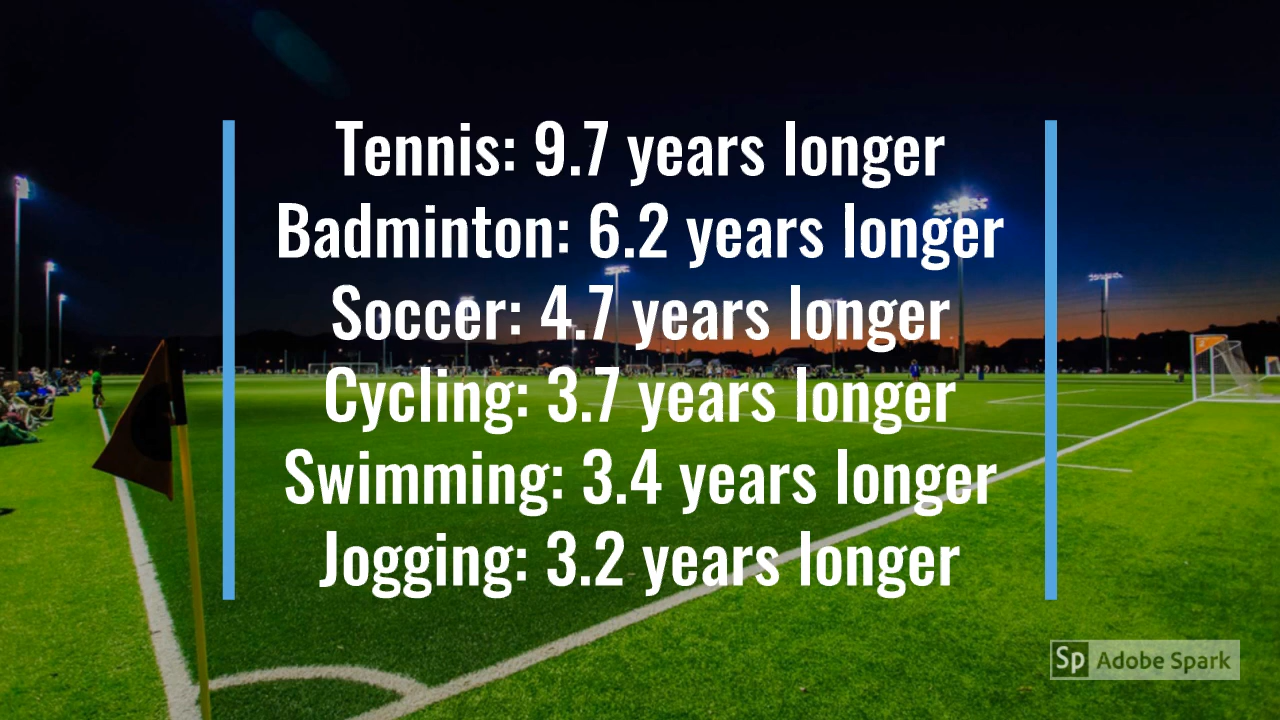 Tennis: 9.7 years longer
Badminton: 6.2 years longer
Soccer: 4.7 years longer
Cycling: 3.7 years longer
Swimming: 3.4 years longer
Jogging: 3.2 years longer
Sp Adobe Spark